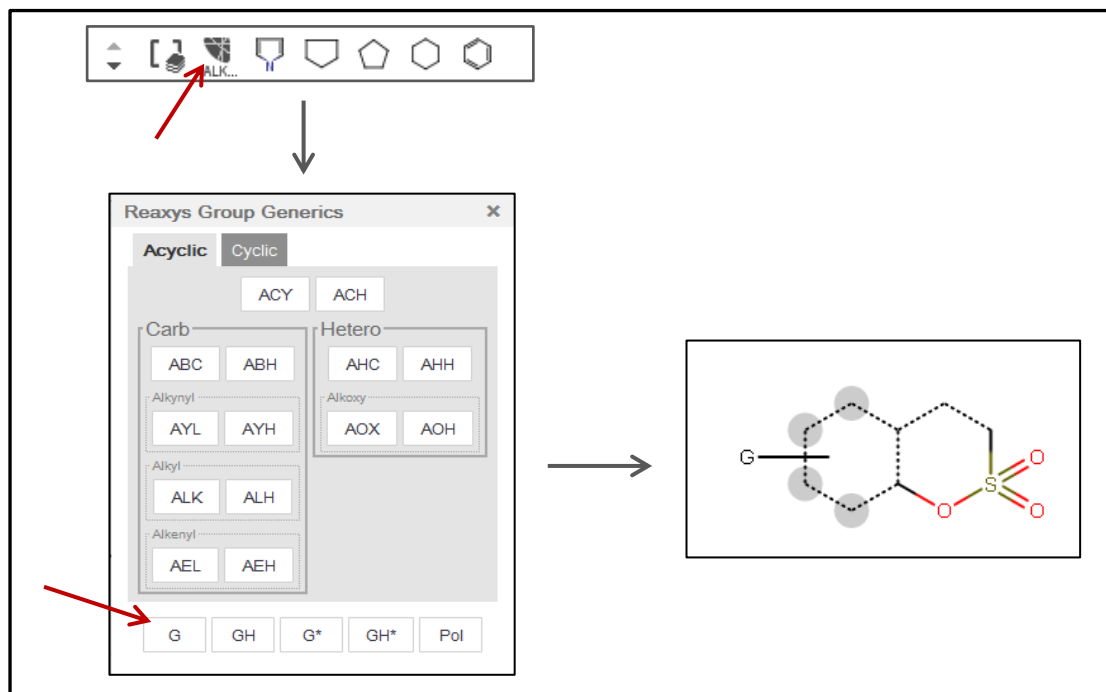 ALK...
N
Reaxys Group Generics ×
Acyclic Cyclic
ACY ACH
Carb Hetero
ABC ABH AHC AHH
Alkynyl Alkoxy
AYL AYH AOX AOH
Alkyl
ALK ALH
Alkenyl
AEL AEH
G GH G* GH* Pol
G O
S
O O